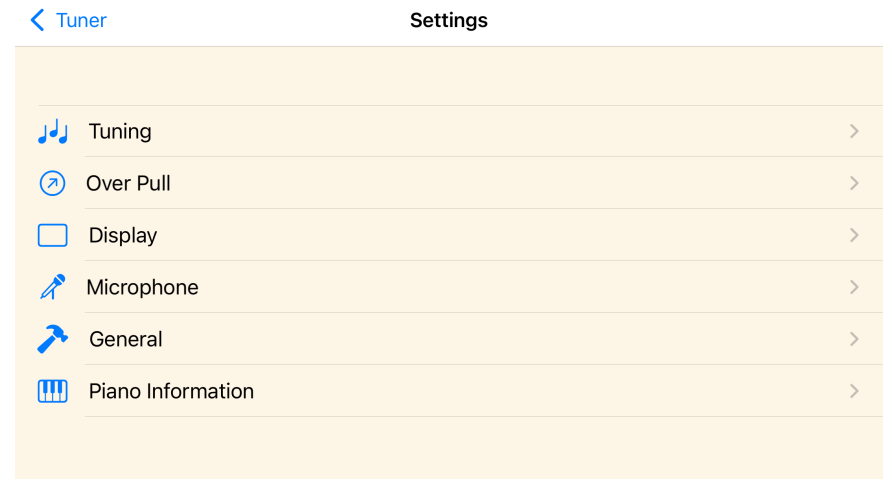 Tuner
Settings
Tuning
Over Pull
Display
Microphone
General
Piano Information